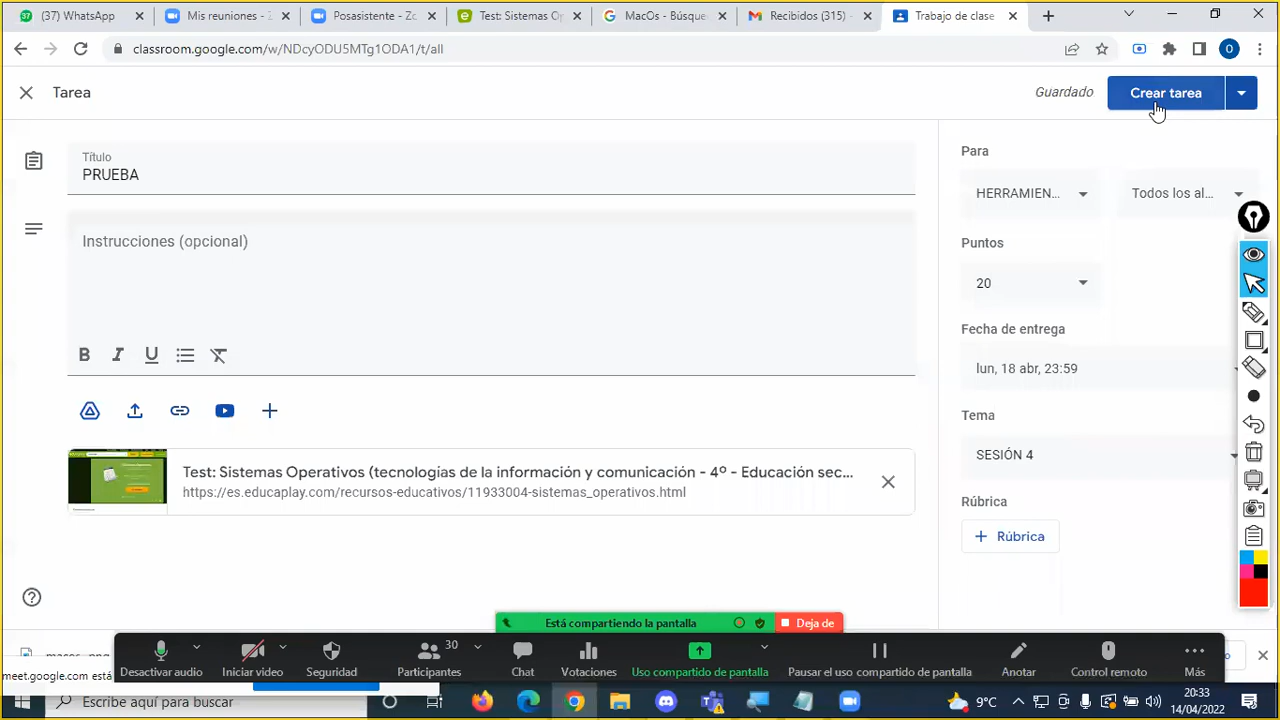 (37) WhatsApp
Mis reuniones - Z
Posasistente - Zo
Test: Sistemas Op
MacOs - Búsque
Recibidos (315) -
Trabajo de clase
classroom.google.com/w/NDcyODU5MTg1ODA1/t/all
O
Tarea
Guardado
Crear tarea
Título
PRUEBA
Instrucciones (opcional)
B I U
Para
HERRAMIEN...
Todos los al...
Puntos
20
Fecha de entrega
lun, 18 abr, 23:59
Tema
SESIÓN 4
Rúbrica
+ Rúbrica
Test: Sistemas Operativos (tecnologías de la información y comunicación - 4º - Educación sec...
https://es.educaplay.com/recursos-educativos/11933004-sistemas_operativos.html
Está compartiendo la pantalla
Deja de
30
Desactivar audio
Iniciar video
Seguridad
Participantes
Chat
Votaciones
Uso compartido de pantalla
Pausar el uso compartido de pantalla
Anotar
Control remoto
Más
meet.google.com está
Escribe aquí para buscar
9°C
20:33
14/04/2022